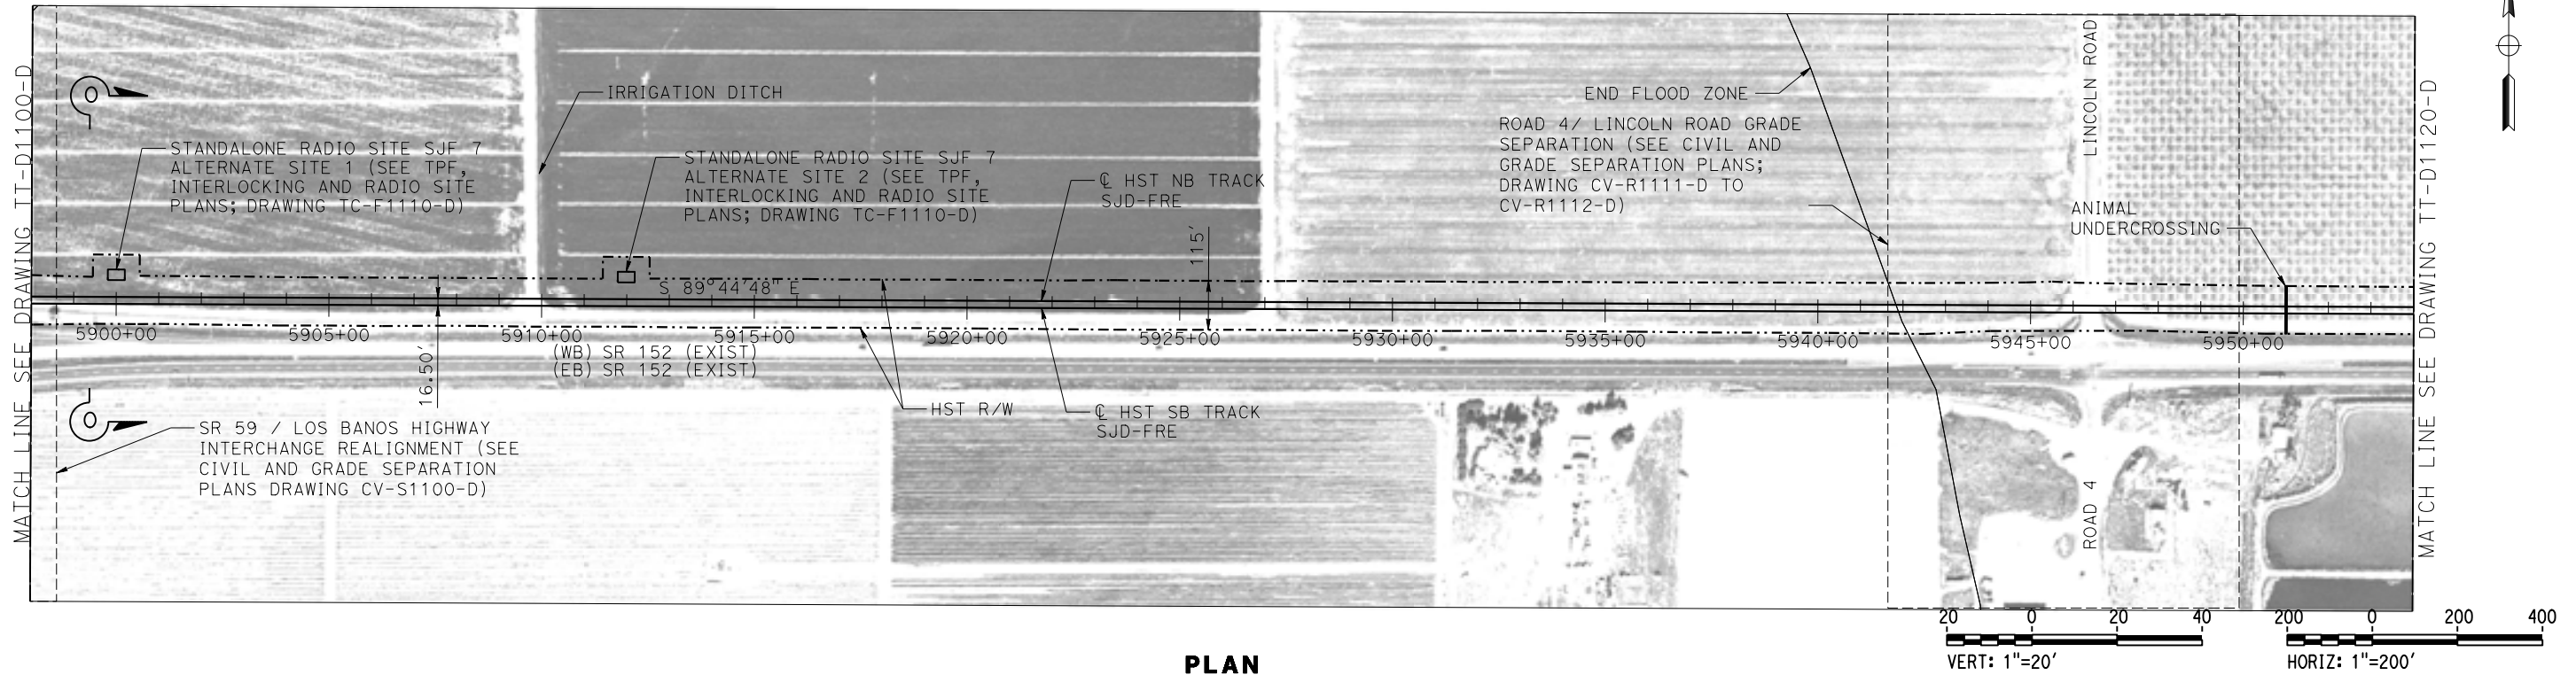 MATCH LINE SEE DRAWING TT-D1100-D
IRRIGATION DITCH
STANDALONE RADIO SITE SJF 7
ALTERNATE SITE 1 (SEE TPF,
INTERLOCKING AND RADIO SITE
PLANS; DRAWING TC-F1110-D)
STANDALONE RADIO SITE SJF 7
ALTERNATE SITE 2 (SEE TPF,
INTERLOCKING AND RADIO SITE
PLANS; DRAWING TC-F1110-D)
℄ HST NB TRACK
SJD-FRE
115'
END FLOOD ZONE
ROAD 4/ LINCOLN ROAD GRADE
SEPARATION (SEE CIVIL AND
GRADE SEPARATION PLANS;
DRAWING CV-R1111-D TO
CV-R1112-D)
LINCOLN ROAD
ANIMAL
UNDERCROSSING
MATCH LINE SEE DRAWING TT-D1120-D
S 89°44'48" E
5900+00 5905+00 5910+00 5915+00 5920+00 5925+00 5930+00 5935+00 5940+00 5945+00 5950+00
(WB) SR 152 (EXIST)
(EB) SR 152 (EXIST)
16.50'
HST R/W
℄ HST SB TRACK
SJD-FRE
SR 59 / LOS BANOS HIGHWAY
INTERCHANGE REALIGNMENT (SEE
CIVIL AND GRADE SEPARATION
PLANS DRAWING CV-S1100-D)
ROAD 4
20 0 20 40
VERT: 1"=20'
200 0 200 400
HORIZ: 1"=200'
PLAN